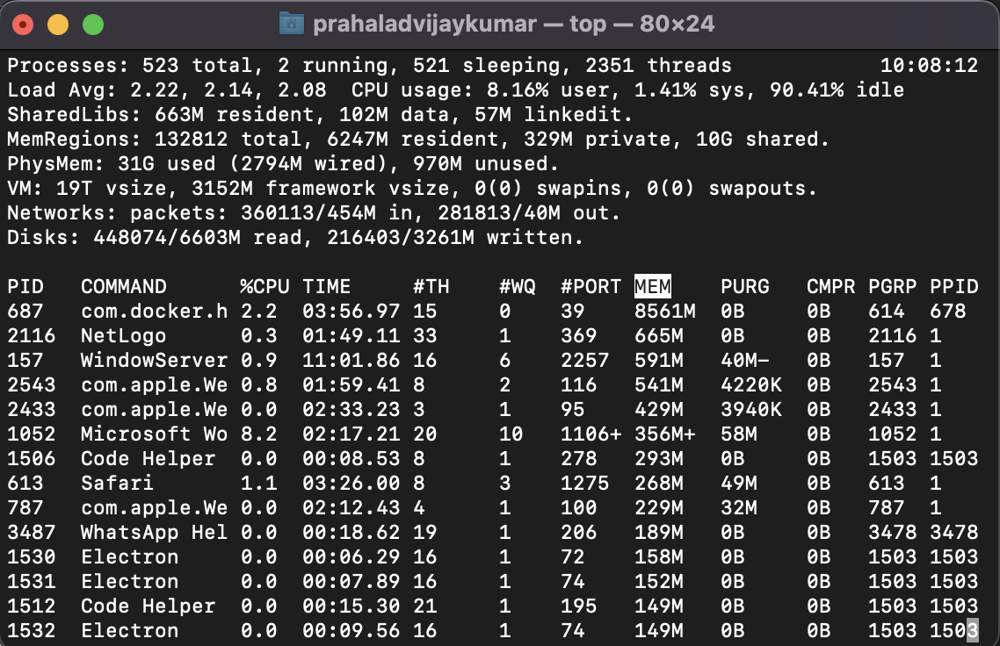 prahaladvijaykumar — top — 80×24
Processes: 523 total, 2 running, 521 sleeping, 2351 threads 10:08:12
Load Avg: 2.22, 2.14, 2.08 CPU usage: 8.16% user, 1.41% sys, 90.41% idle
SharedLibs: 663M resident, 102M data, 57M linkedit.
MemRegions: 132812 total, 6247M resident, 329M private, 10G shared.
PhysMem: 31G used (2794M wired), 970M unused.
VM: 19T vsize, 3152M framework vsize, 0(0) swapins, 0(0) swapouts.
Networks: packets: 360113/454M in, 281813/40M out.
Disks: 448074/6603M read, 216403/3261M written.
PID COMMAND %CPU TIME #TH #WQ #PORT MEM PURG CMPR PGRP PPID
687 com.docker.h 2.2 03:56.97 15 0 39 8561M 0B 0B 614 678
2116 NetLogo 0.3 01:49.11 33 1 369 665M 0B 0B 2116 1
157 WindowServer 0.9 11:01.86 16 6 2257 591M 40M- 0B 157 1
2543 com.apple.We 0.8 01:59.41 8 2 116 541M 4220K 0B 2543 1
2433 com.apple.We 0.0 02:33.23 3 1 95 429M 3940K 0B 2433 1
1052 Microsoft Wo 8.2 02:17.21 20 10 1106+ 356M+ 58M 0B 1052 1
1506 Code Helper 0.0 00:08.53 8 1 278 293M 0B 0B 1503 1503
613 Safari 1.1 03:26.00 8 3 1275 268M 49M 0B 613 1
787 com.apple.We 0.0 02:12.43 4 1 100 229M 32M 0B 787 1
3487 WhatsApp Hel 0.0 00:18.62 19 1 206 189M 0B 0B 3478 3478
1530 Electron 0.0 00:06.29 16 1 72 158M 0B 0B 1503 1503
1531 Electron 0.0 00:07.89 16 1 74 152M 0B 0B 1503 1503
1512 Code Helper 0.0 00:15.30 21 1 195 149M 0B 0B 1503 1503
1532 Electron 0.0 00:09.56 16 1 74 149M 0B 0B 1503 1503